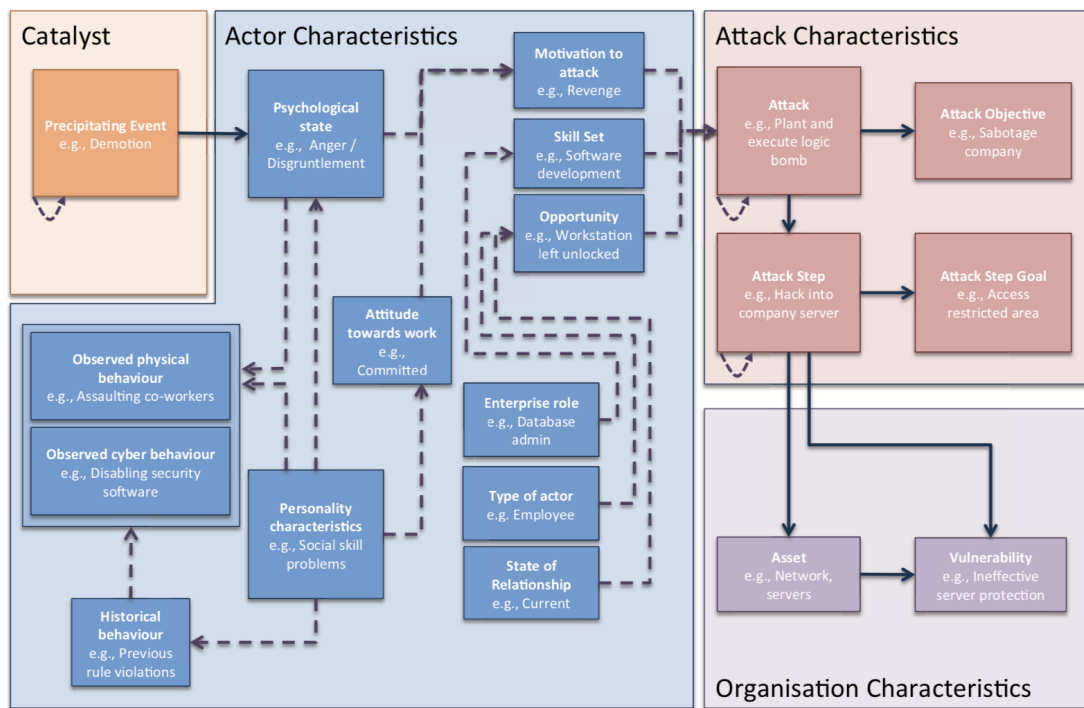 Catalyst
Precipitating Event
e.g., Demotion
Actor Characteristics
Psychological
state
e.g., Anger /
Disgruntlement
Motivation to
attack
e.g., Revenge
Skill Set
e.g., Software
development
Opportunity
e.g., Workstation
left unlocked
Attitude
towards work
e.g.,
Committed
Observed physical
behaviour
e.g., Assaulting co-workers
Observed cyber behaviour
e.g., Disabling security
software
Personality
characteristics
e.g., Social skill
problems
Historical
behaviour
e.g., Previous
rule violations
Enterprise role
e.g., Database
admin
Type of actor
e.g. Employee
State of
Relationship
e.g., Current
Attack Characteristics
Attack
e.g., Plant and
execute logic
bomb
Attack Objective
e.g., Sabotage
company
Attack Step
e.g., Hack into
company server
Attack Step Goal
e.g., Access
restricted area
Asset
e.g., Network,
servers
Vulnerability
e.g., Ineffective
server protection
Organisation Characteristics